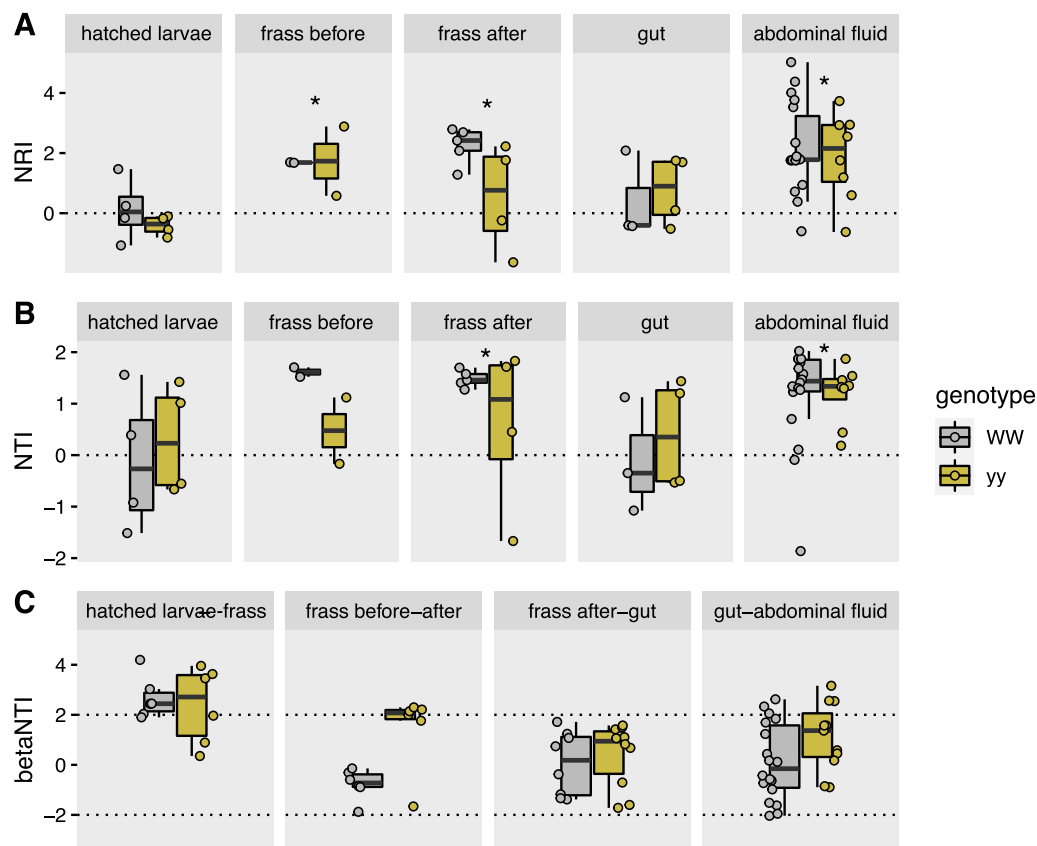 A
hatched larvae
frass before
frass after
gut
abdominal fluid
NRI
4
2
0
*
*
*
B
hatched larvae
frass before
frass after
gut
abdominal fluid
NTI
2
1
0
−1
−2
*
*
genotype
WW
yy
C
hatched larvae-frass
frass before−after
frass after−gut
gut−abdominal fluid
betaNTI
4
2
0
−2